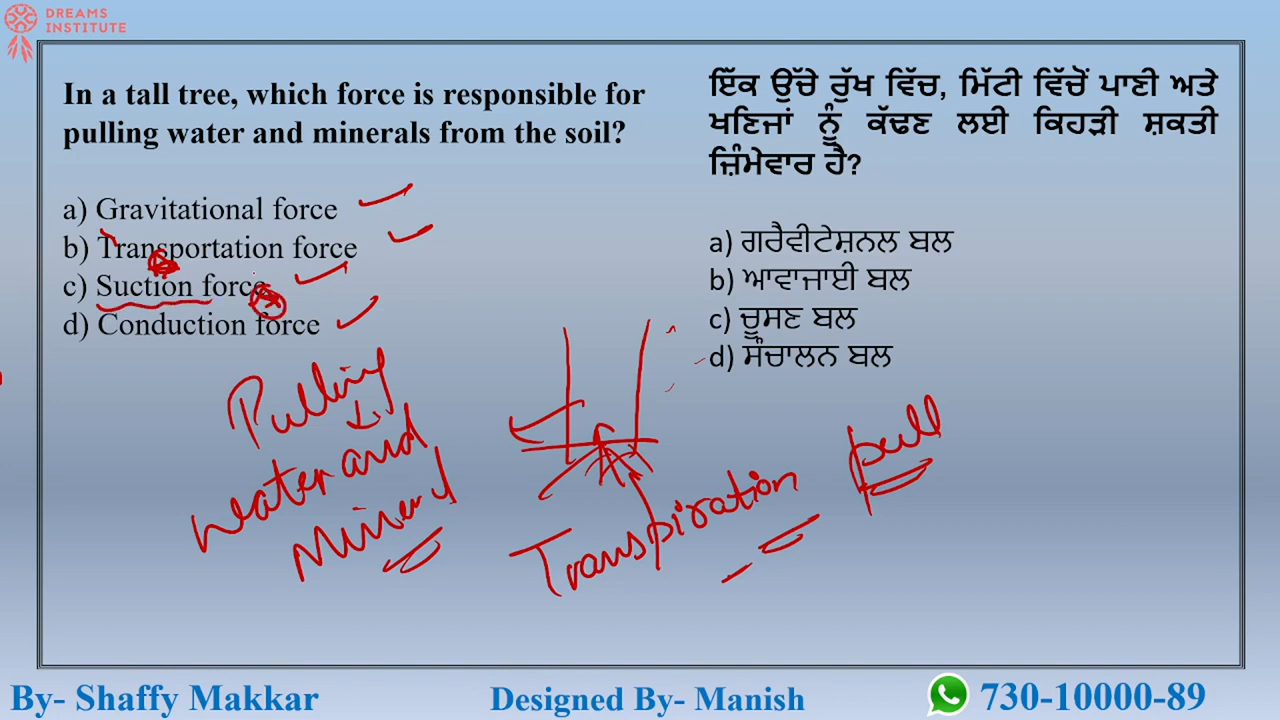 DREAMS
INSTITUTE
In a tall tree, which force is responsible for
pulling water and minerals from the soil?
a) Gravitational force
b) Transportation force
c) Suction force
d) Conduction force
ਇੱਕ ਉੱਚੇ ਰੁੱਖ ਵਿੱਚ, ਮਿੱਟੀ ਵਿੱਚੋਂ ਪਾਣੀ ਅਤੇ
ਖਣਿਜਾਂ ਨੂੰ ਕੱਢਣ ਲਈ ਕਿਹੜੀ ਸ਼ਕਤੀ
ਜ਼ਿੰਮੇਵਾਰ ਹੈ?
a) ਗਰੈਵੀਟੇਸ਼ਨਲ ਬਲ
b) ਆਵਾਜਾਈ ਬਲ
c) ਚੂਸਣ ਬਲ
d) ਸੰਚਾਲਨ ਬਲ
Pulling
water and
Mineral
Transpiration pull
By- Shaffy Makkar
Designed By- Manish
730-10000-89